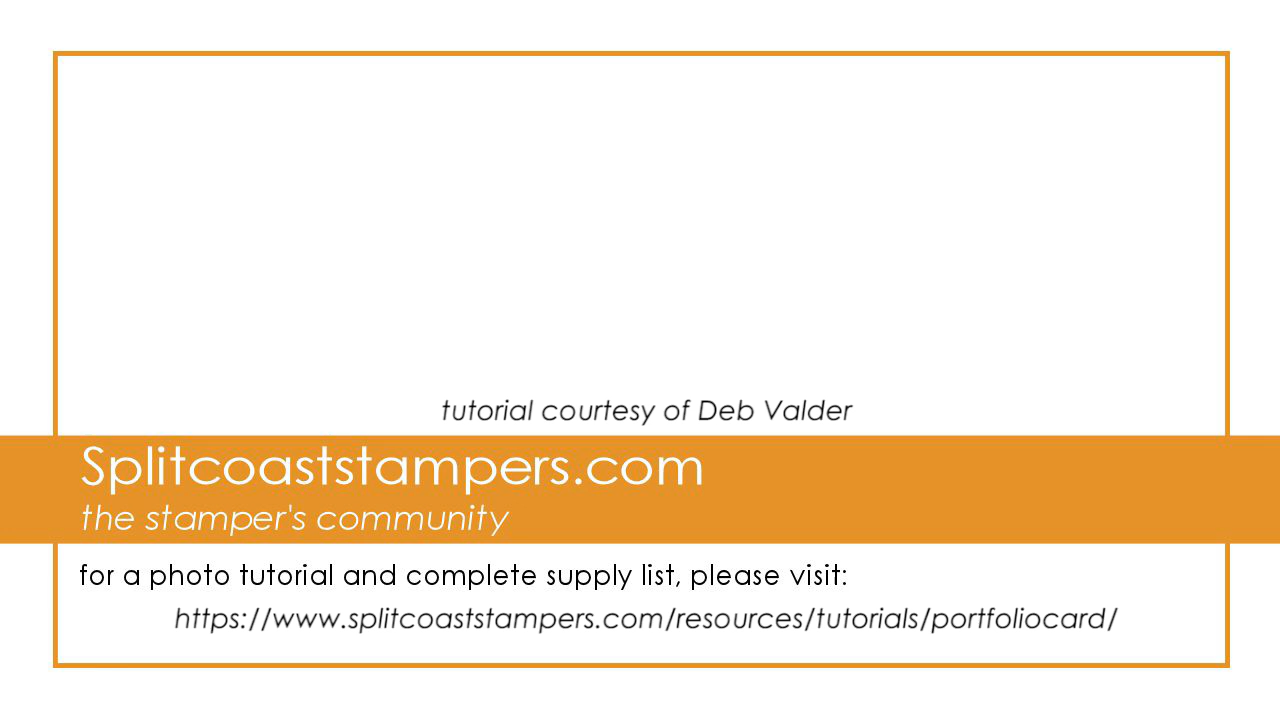 tutorial courtesy of Deb Valder
Splitcoaststampers.com
the stamper's community
for a photo tutorial and complete supply list, please visit:
https://www.splitcoaststampers.com/resources/tutorials/portfoliocard/